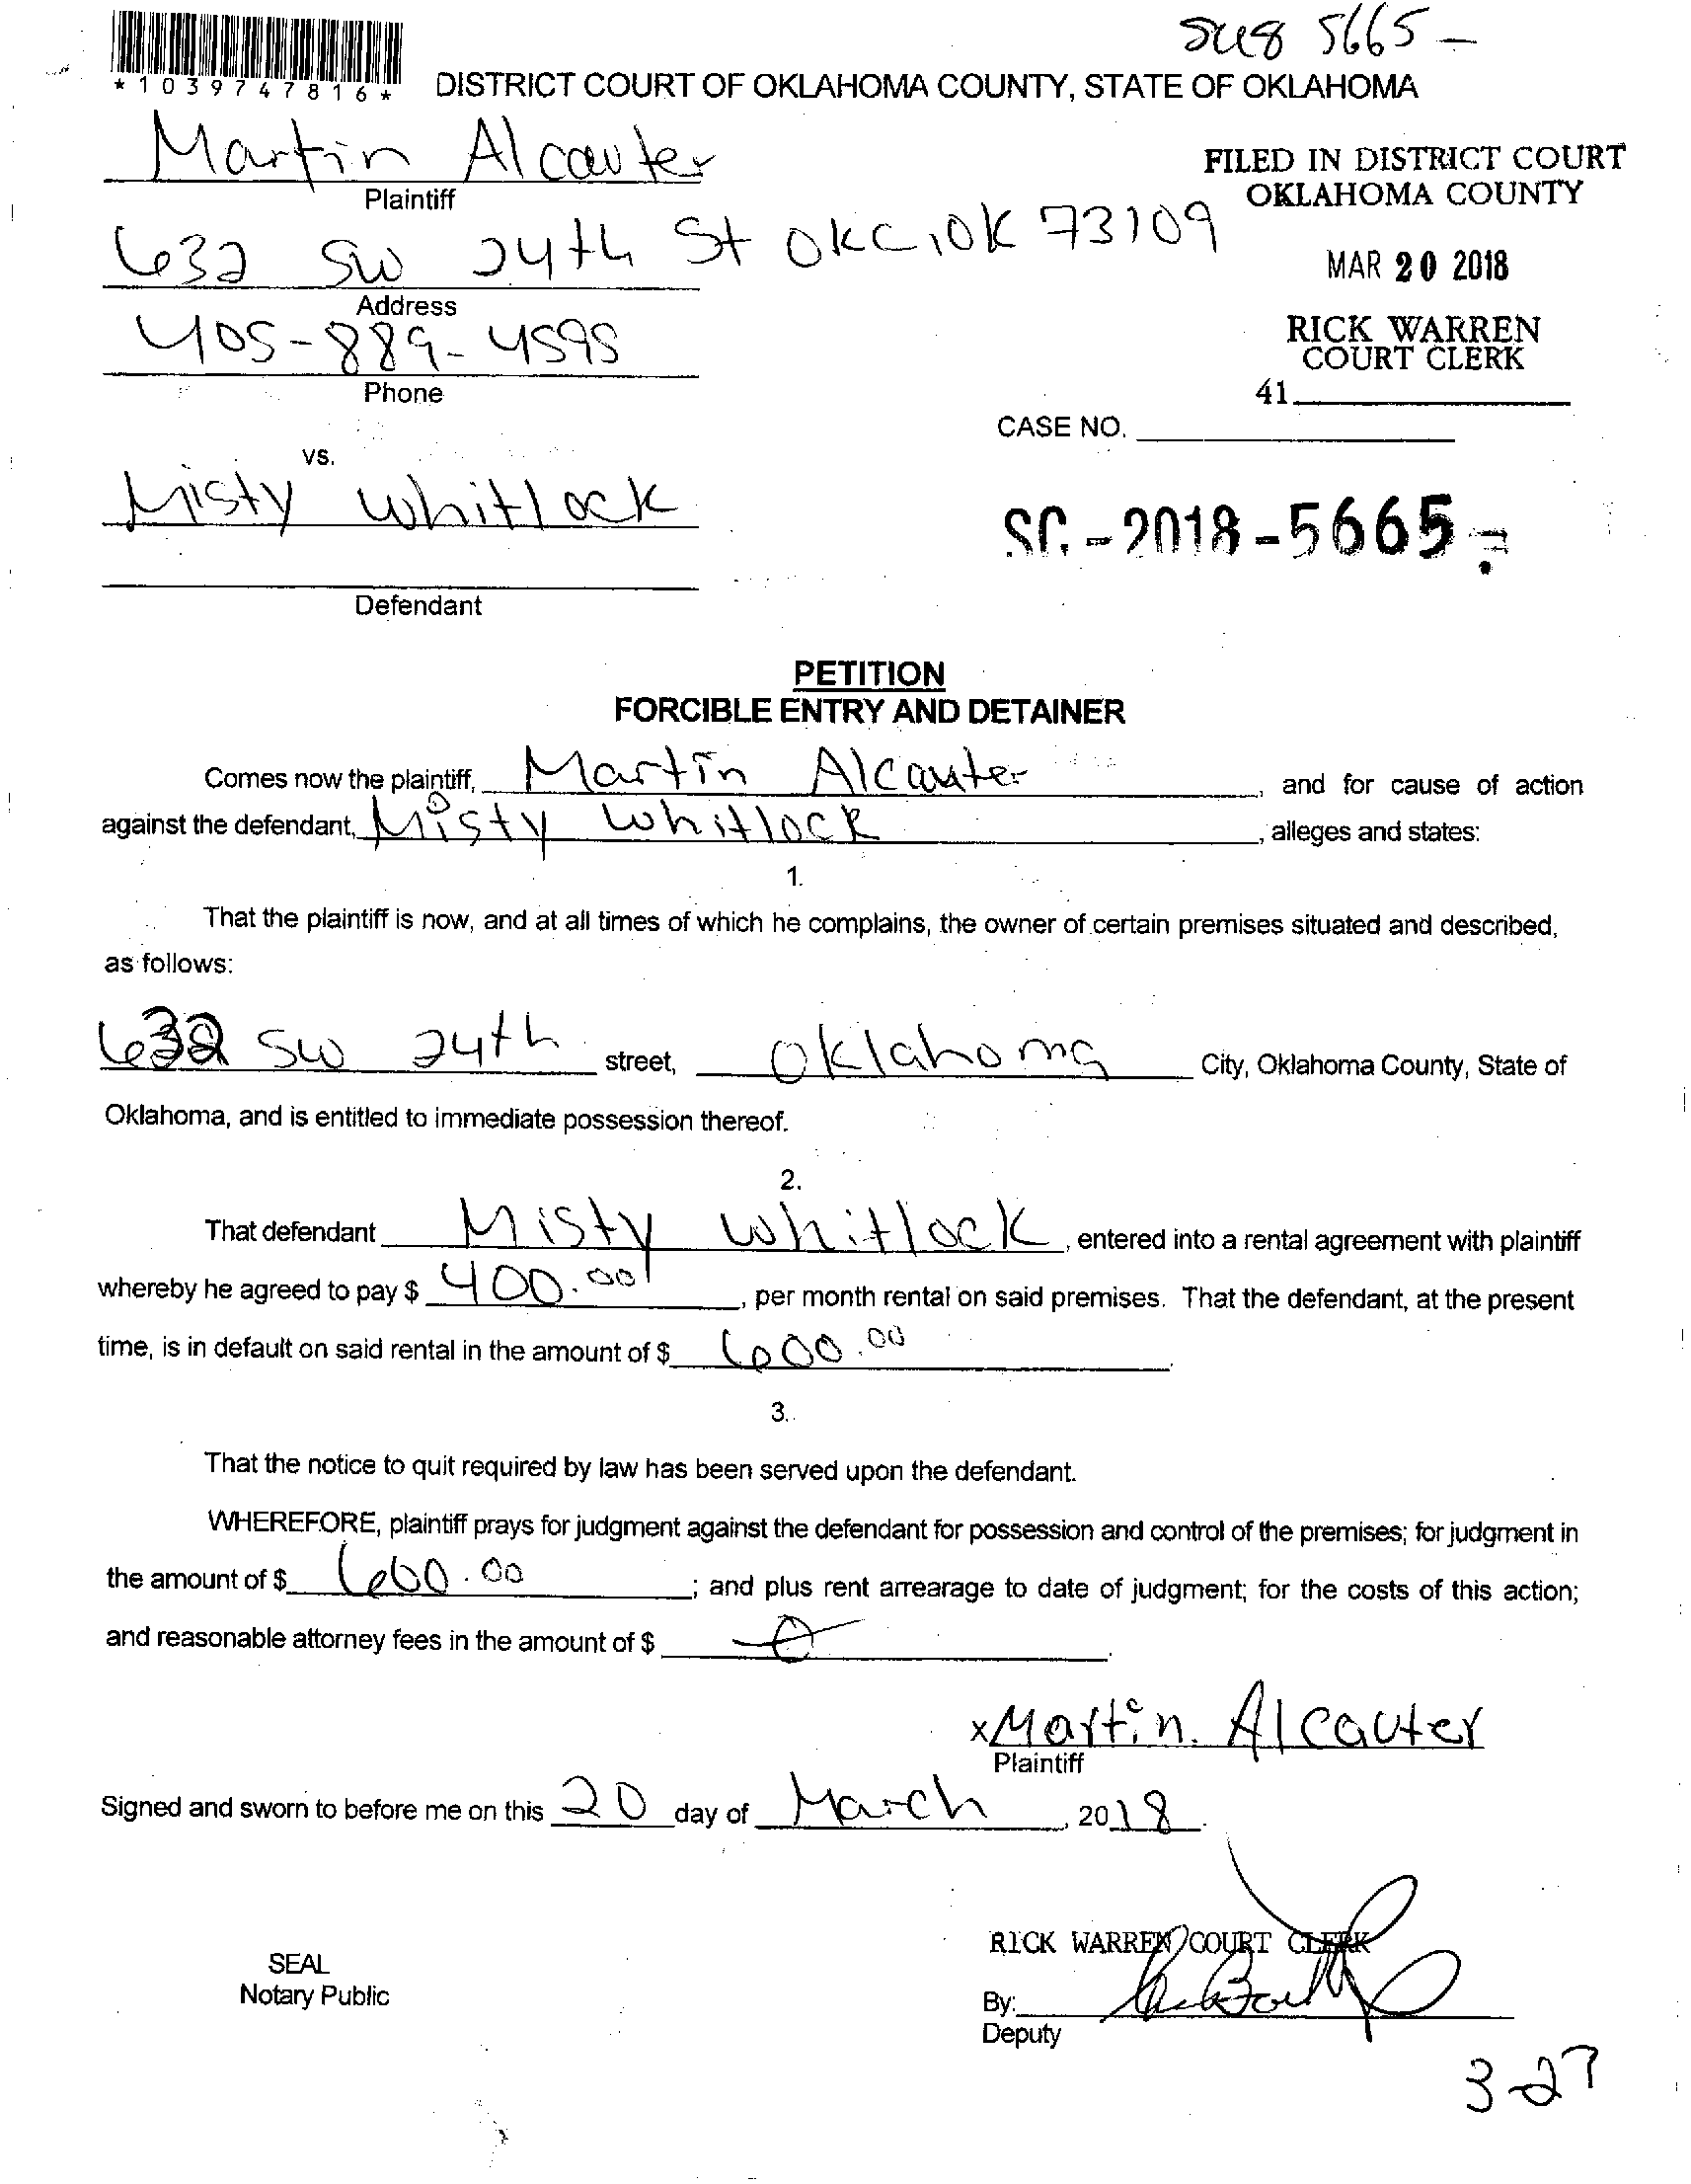 SC18 5665 -
*1039747816*
DISTRICT COURT OF OKLAHOMA COUNTY, STATE OF OKLAHOMA
Martin Alcauter
Plaintiff
FILED IN DISTRICT COURT
OKLAHOMA COUNTY
632 SW 24th St OKC, OK 73109
MAR 20 2018
Address
405-889-4595
RICK WARREN
COURT CLERK
Phone
41
CASE NO.
vs.
Misty Whitlock
SC-2018-5665-
Defendant
PETITION
FORCIBLE ENTRY AND DETAINER
Comes now the plaintiff, Martin Alcauter, and for cause of action
against the defendant, Misty Whitlock, alleges and states:
1.
That the plaintiff is now, and at all times of which he complains, the owner of certain premises situated and described,
as follows:
632 SW 24th street, Oklahoma City, Oklahoma County, State of
Oklahoma, and is entitled to immediate possession thereof.
2.
That defendant Misty Whitlock, entered into a rental agreement with plaintiff
whereby he agreed to pay $ 400.00, per month rental on said premises. That the defendant, at the present
time, is in default on said rental in the amount of $ 600.00.
3.
That the notice to quit required by law has been served upon the defendant.
WHEREFORE, plaintiff prays for judgment against the defendant for possession and control of the premises; for judgment in
the amount of $ 600.00; and plus rent arrearage to date of judgment; for the costs of this action;
and reasonable attorney fees in the amount of $ 0.
x Martin. Alcauter
Plaintiff
Signed and sworn to before me on this 20 day of March, 2018.
RICK WARREN COURT CLERK
SEAL
Notary Public
By:
Deputy
3-27